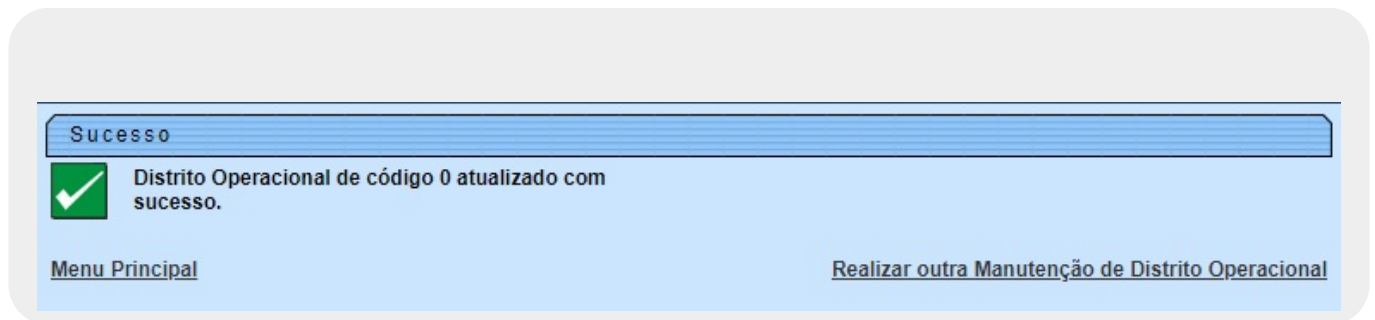 Sucesso
Distrito Operacional de código 0 atualizado com
sucesso.
Menu Principal
Realizar outra Manutenção de Distrito Operacional